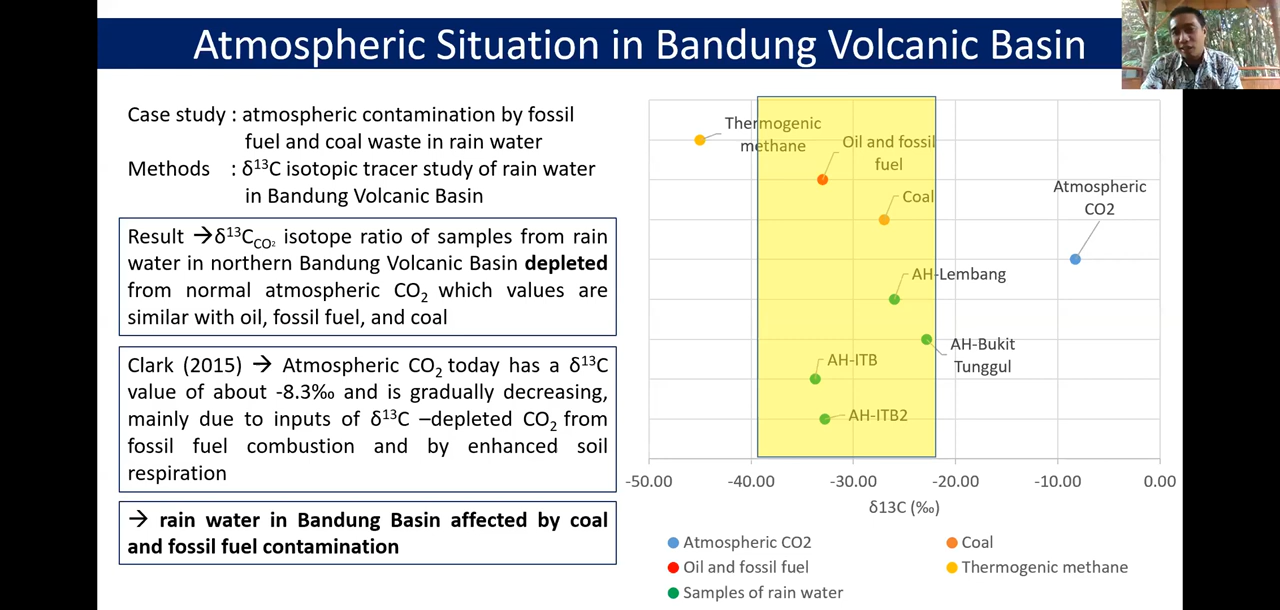 Atmospheric Situation in Bandung Volcanic Basin
Case study : atmospheric contamination by fossil
fuel and coal waste in rain water
Methods : δ¹³C isotopic tracer study of rain water
in Bandung Volcanic Basin
Result →δ¹³C_CO₂ isotope ratio of samples from rain
water in northern Bandung Volcanic Basin depleted
from normal atmospheric CO₂ which values are
similar with oil, fossil fuel, and coal
Clark (2015) → Atmospheric CO₂ today has a δ¹³C
value of about -8.3‰ and is gradually decreasing,
mainly due to inputs of δ¹³C –depleted CO₂ from
fossil fuel combustion and by enhanced soil
respiration
→ rain water in Bandung Basin affected by coal
and fossil fuel contamination
Thermogenic
methane
Oil and fossil
fuel
Coal
Atmospheric
CO2
AH-Lembang
AH-Bukit
Tunggul
AH-ITB
AH-ITB2
-50.00 -40.00 -30.00 -20.00 -10.00 0.00
δ13C (‰)
Atmospheric CO2
Coal
Oil and fossil fuel
Thermogenic methane
Samples of rain water